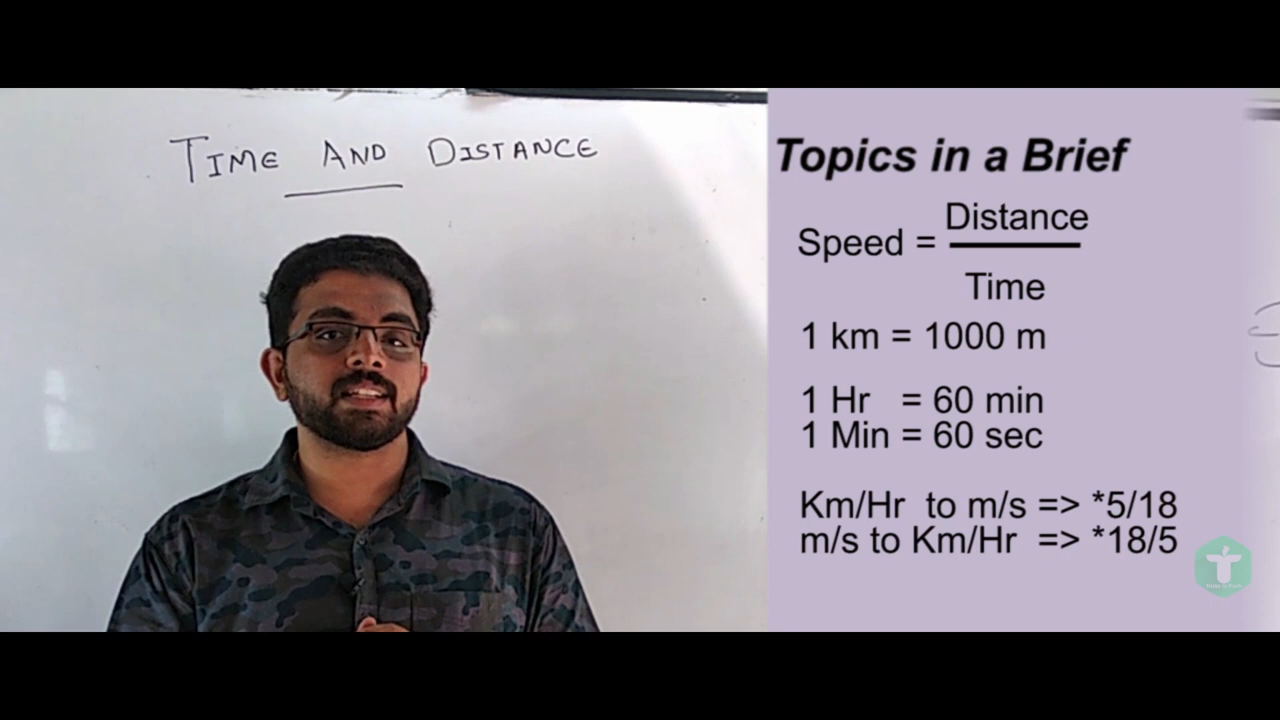 TIME AND DISTANCE
Topics in a Brief
Speed = Distance
Time
1 km = 1000 m
1 Hr = 60 min
1 Min = 60 sec
Km/Hr to m/s => *5/18
m/s to Km/Hr => *18/5